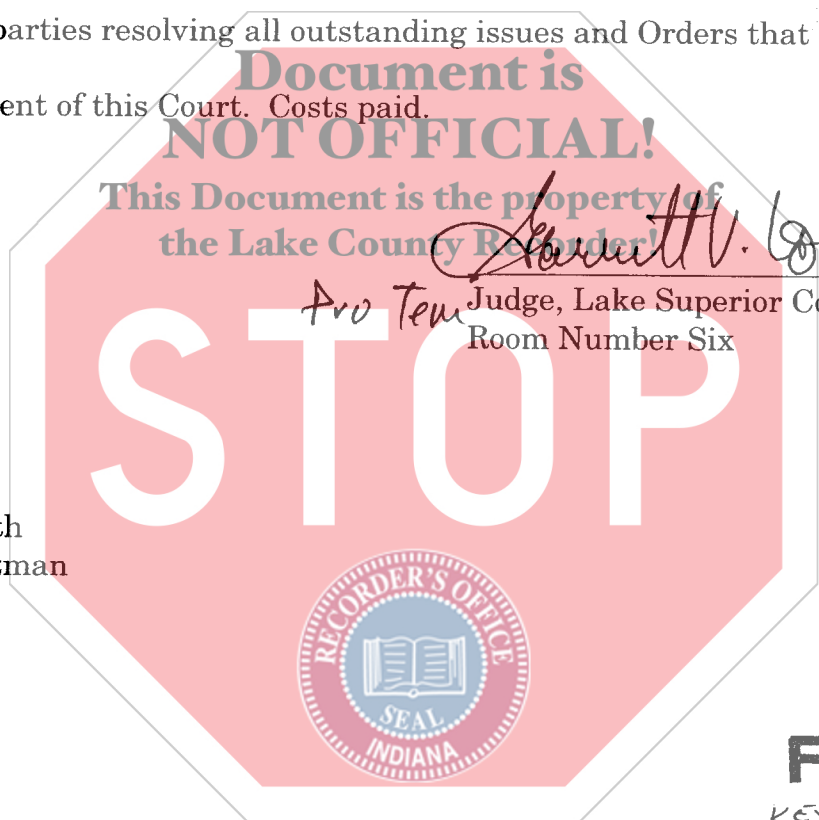 parties resolving all outstanding issues and Orders that
Document is
ent of this Court. Costs paid.
NOT OFFICIAL!
This Document is the property of
the Lake County Recorder!
V.
Pro Tem Judge, Lake Superior Co
Room Number Six
STOP
th
zman
RECORDER'S OFFICE
SEAL
INDIANA
F
KEY